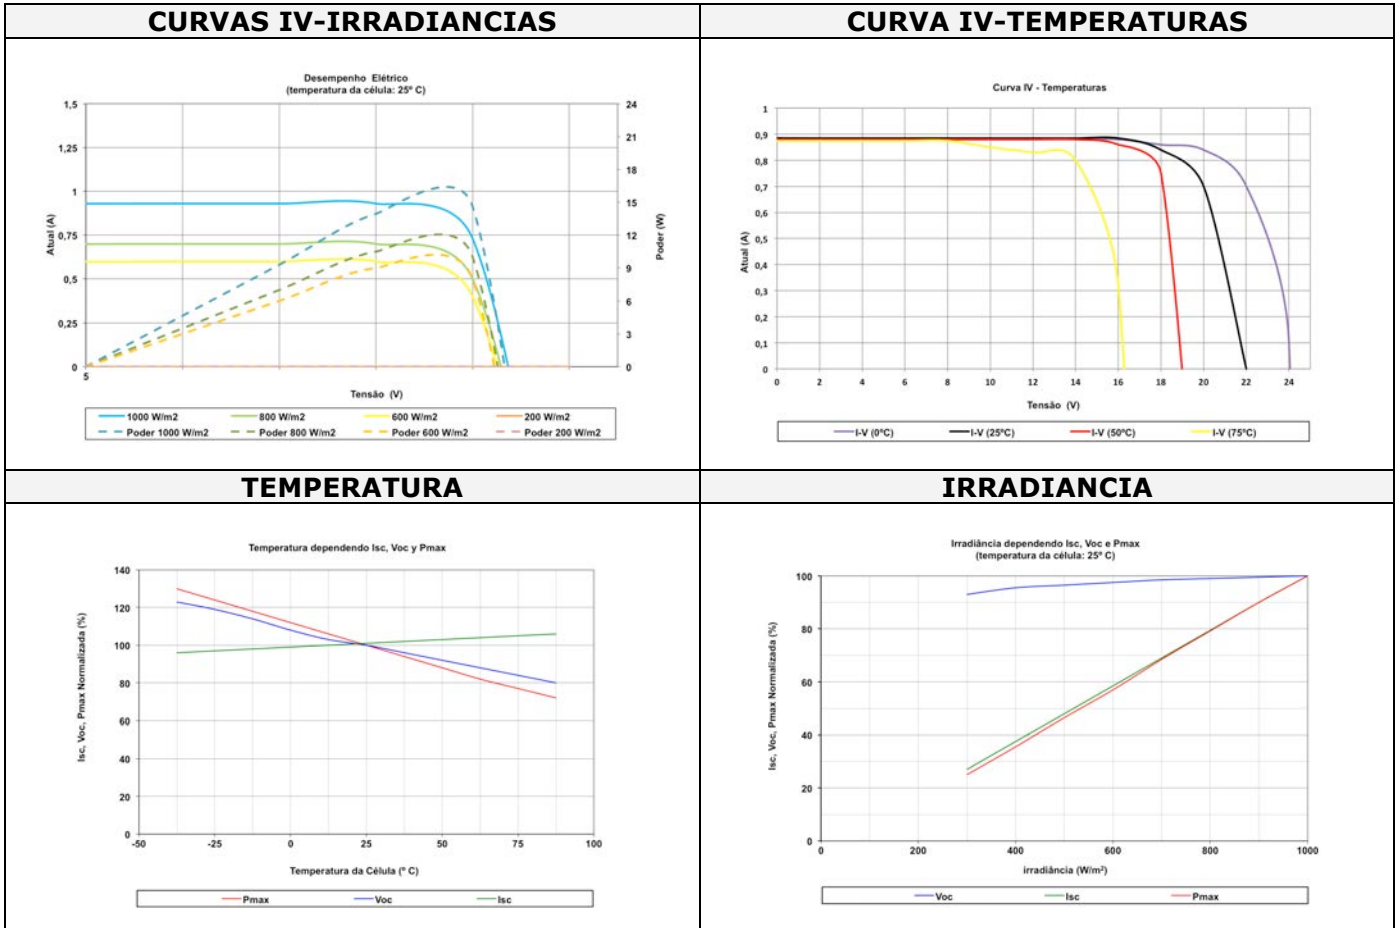 CURVAS IV-IRRADIANCIAS
Desempenho Elétrico
(temperatura da célula: 25º C)
1,5
1,25
1
0,75
0,5
0,25
0
24
21
18
15
12
9
6
3
0
5
Atual (A)
Poder (W)
Tensão (V)
1000 W/m2
800 W/m2
600 W/m2
200 W/m2
Poder 1000 W/m2
Poder 800 W/m2
Poder 600 W/m2
Poder 200 W/m2
CURVA IV-TEMPERATURAS
Curva IV - Temperaturas
1
0,9
0,8
0,7
0,6
0,5
0,4
0,3
0,2
0,1
0
0 2 4 6 8 10 12 14 16 18 20 22 24
Atual (A)
Tensão (V)
I-V (0ºC)
I-V (25ºC)
I-V (50ºC)
I-V (75ºC)
TEMPERATURA
Temperatura dependendo Isc, Voc y Pmax
140
120
100
80
60
40
20
0
-50 -25 0 25 50 75 100
Isc, Voc, Pmax Normalizada (%)
Temperatura da Célula (º C)
Pmax
Voc
Isc
IRRADIANCIA
Irradiância dependendo Isc, Voc e Pmax
(temperatura da célula: 25º C)
100
80
60
40
20
0
0 200 400 600 800 1000
Isc, Voc, Pmax Normalizada (%)
irradiância (W/m²)
Voc
Isc
Pmax